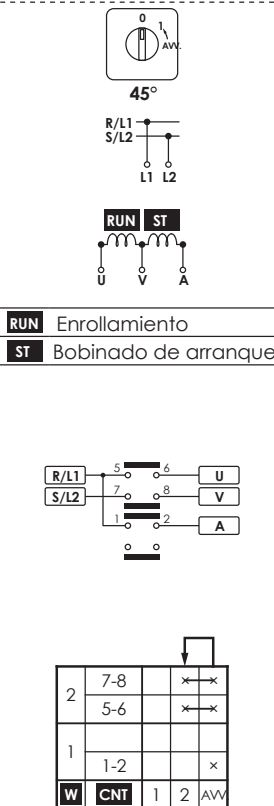 0
1
AVV.
45°
R/L1
S/L2
L1 L2
RUN ST
U V A
RUN Enrollamiento
ST Bobinado de arranque
R/L1 5 6 U
S/L2 7 8 V
1 2 A
2 7-8 × ×
5-6 × ×
1
1-2 ×
W CNT 1 2 AVV